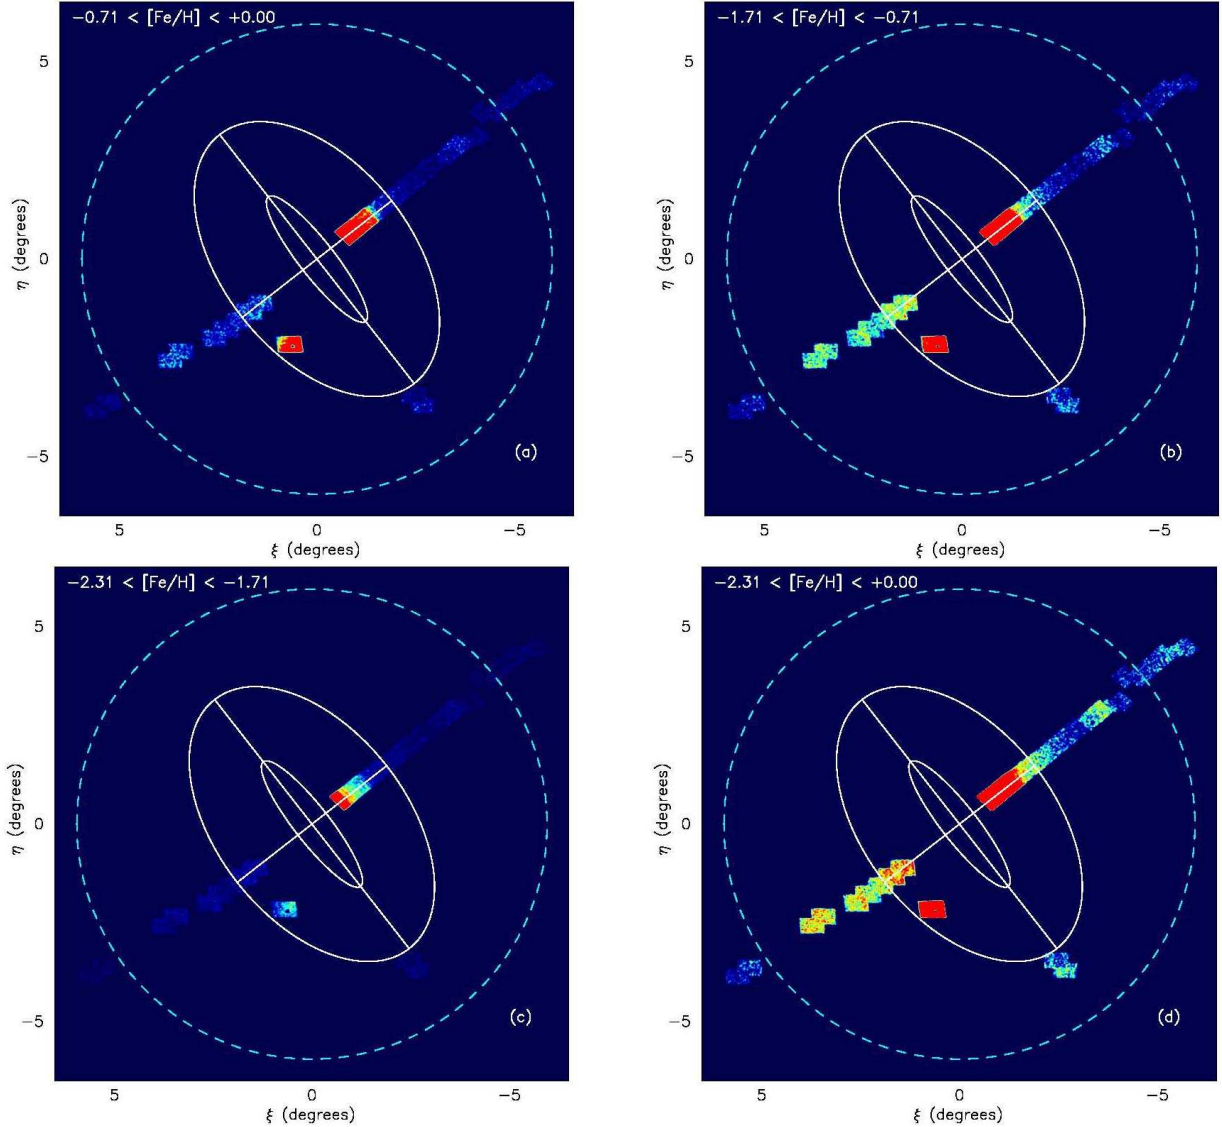 −0.71 < [Fe/H] < +0.00
5
0
−5
η (degrees)
(a)
5 0 −5
ξ (degrees)
−1.71 < [Fe/H] < −0.71
5
0
−5
η (degrees)
(b)
5 0 −5
ξ (degrees)
−2.31 < [Fe/H] < −1.71
5
0
−5
η (degrees)
(c)
5 0 −5
ξ (degrees)
−2.31 < [Fe/H] < +0.00
5
0
−5
η (degrees)
(d)
5 0 −5
ξ (degrees)